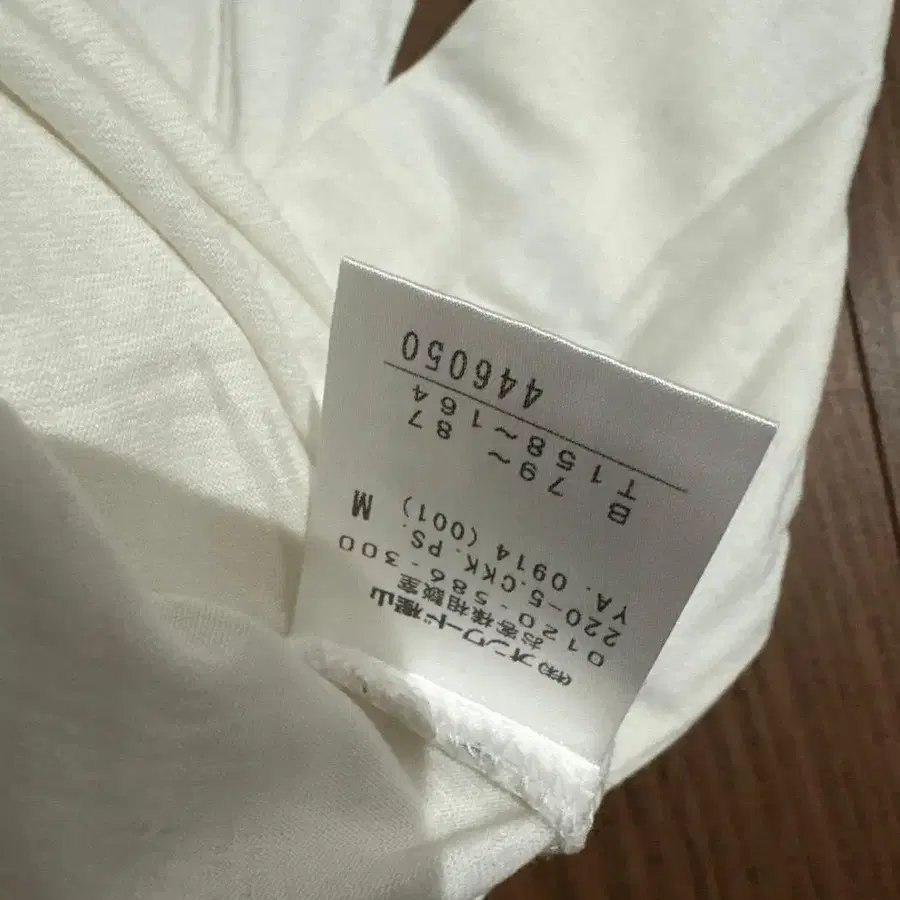 ㈱オンワード樫山
お客様相談室
0120-586-300
220-5.CKK.PS.
YA. 0914 (001) M
B 79~ 87
T158~164
446050